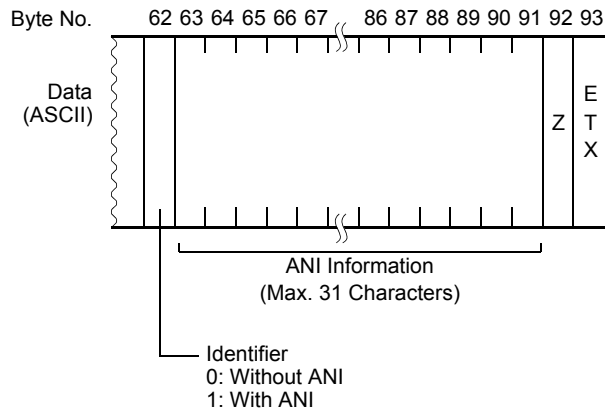 Byte No. 62 63 64 65 66 67 86 87 88 89 90 91 92 93
Data
(ASCII)
Z
E
T
X
ANI Information
(Max. 31 Characters)
Identifier
0: Without ANI
1: With ANI